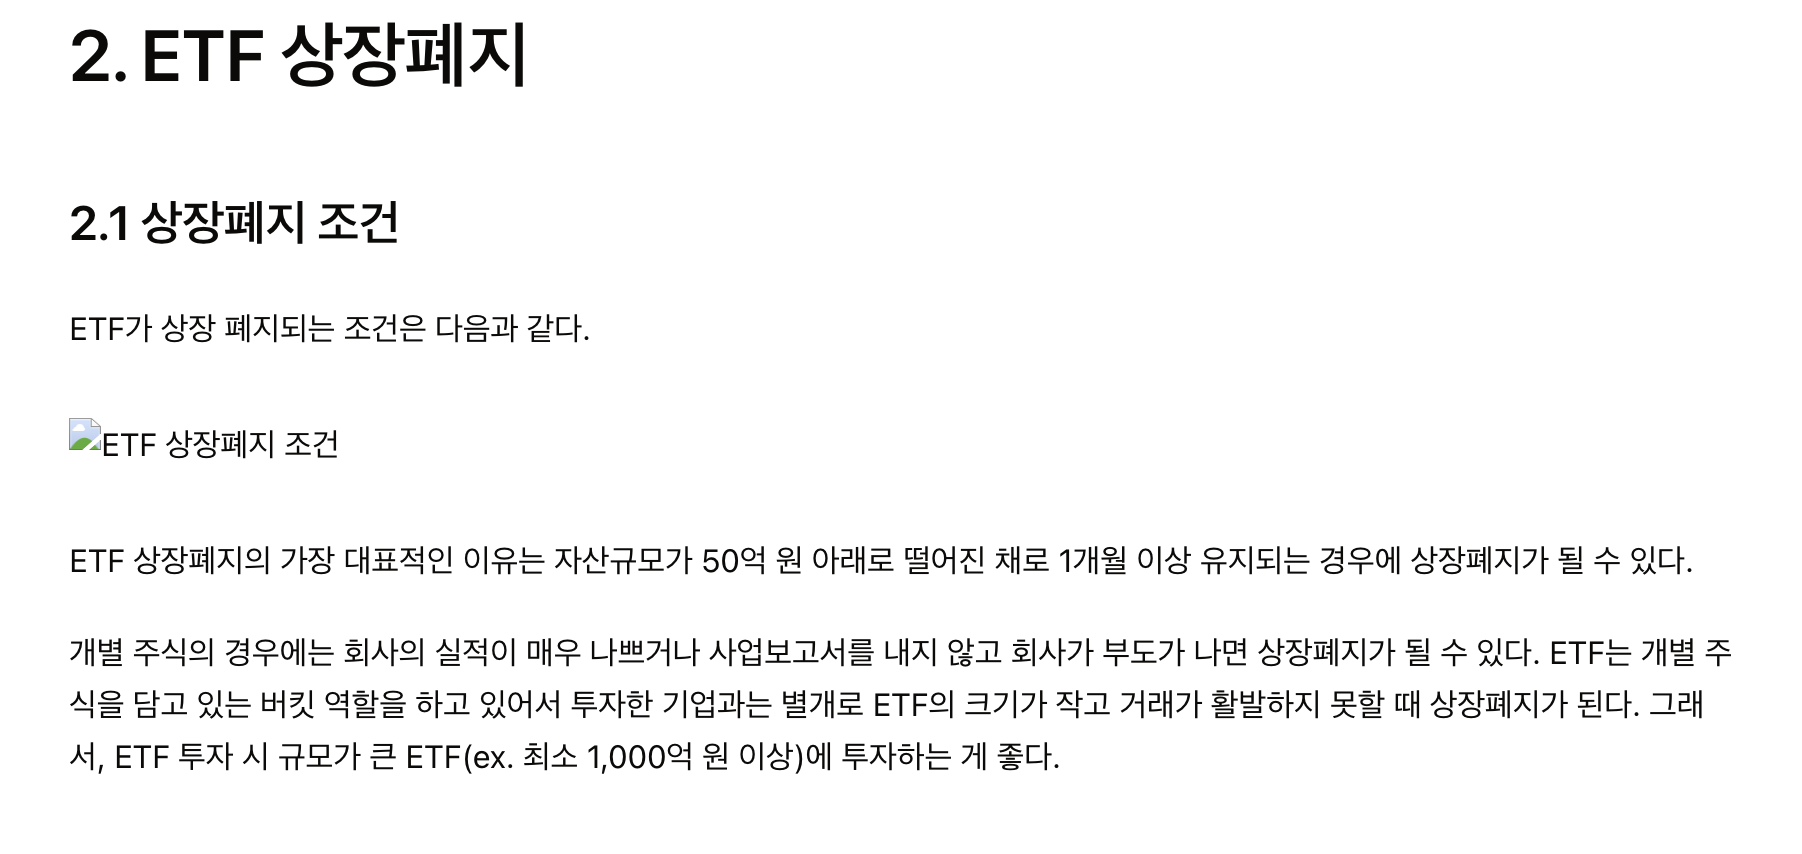 2. ETF 상장폐지
2.1 상장폐지 조건
ETF가 상장 폐지되는 조건은 다음과 같다.
ETF 상장폐지 조건
ETF 상장폐지의 가장 대표적인 이유는 자산규모가 50억 원 아래로 떨어진 채로 1개월 이상 유지되는 경우에 상장폐지가 될 수 있다.
개별 주식의 경우에는 회사의 실적이 매우 나쁘거나 사업보고서를 내지 않고 회사가 부도가 나면 상장폐지가 될 수 있다. ETF는 개별 주
식을 담고 있는 버킷 역할을 하고 있어서 투자한 기업과는 별개로 ETF의 크기가 작고 거래가 활발하지 못할 때 상장폐지가 된다. 그래
서, ETF 투자 시 규모가 큰 ETF(ex. 최소 1,000억 원 이상)에 투자하는 게 좋다.